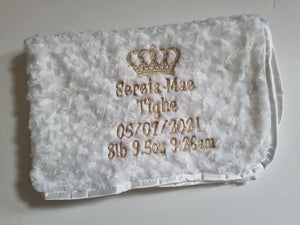 Sereia-Mae
Tighe
05/07/2021
8lb 9.5oz 9:26am